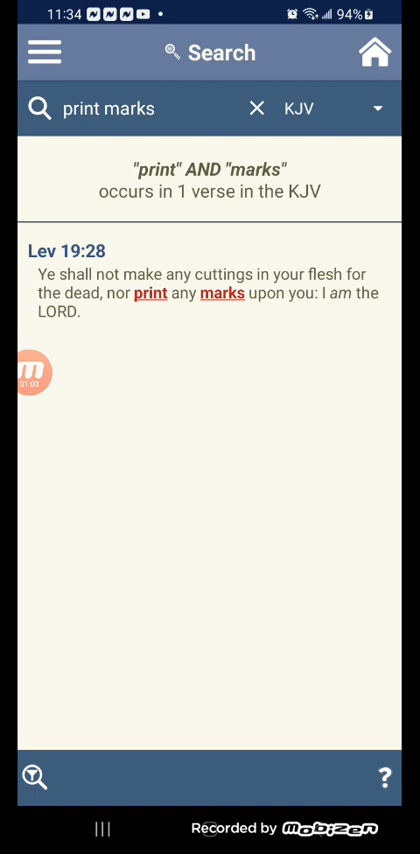 11:34 94%
Search
print marks KJV
"print" AND "marks"
occurs in 1 verse in the KJV
Lev 19:28
Ye shall not make any cuttings in your flesh for
the dead, nor print any marks upon you: I am the
LORD.
m
01:03
?
Recorded by mobizen